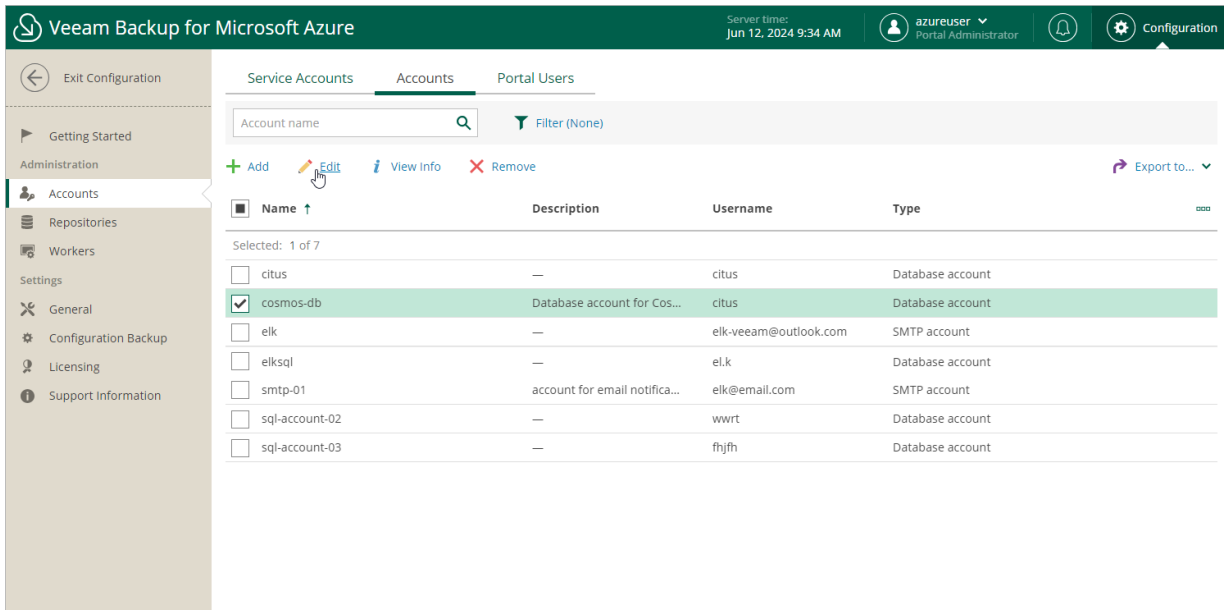 Veeam Backup for Microsoft Azure
Server time:
Jun 12, 2024 9:34 AM
azureuser
Portal Administrator
Configuration
Exit Configuration
Getting Started
Administration
Accounts
Repositories
Workers
Settings
General
Configuration Backup
Licensing
Support Information
Service Accounts Accounts Portal Users
Account name
Filter (None)
Add Edit View Info Remove Export to...
Name ↑ Description Username Type
Selected: 1 of 7
citus — citus Database account
cosmos-db Database account for Cos... citus Database account
elk — elk-veeam@outlook.com SMTP account
elksql — el.k Database account
smtp-01 account for email notifica... elk@email.com SMTP account
sql-account-02 — wwrt Database account
sql-account-03 — fhjfh Database account